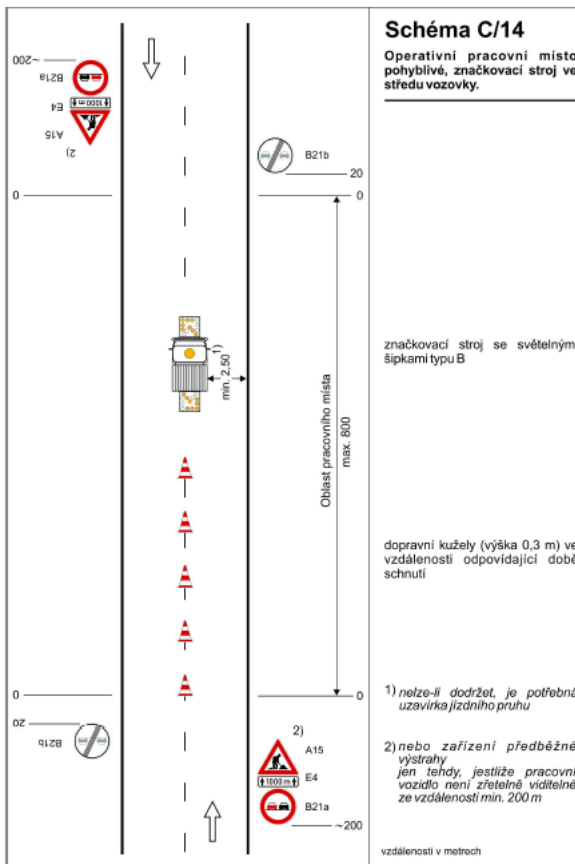 Schéma C/14
Operativní pracovní místo
pohyblivé, značkovací stroj ve
středu vozovky.
~200
B21a
1000 m
E4
A15
2)
B21b
20
0
0
značkovací stroj se světelným
šipkami typu B
1)
min. 2,50
Oblast pracovního místa
max. 800
dopravní kužely (výška 0,3 m) ve
vzdálenosti odpovídající době
schnutí
0
0
1) nelze-li dodržet, je potřebná
uzavírka jízdního pruhu
20
B21b
2)
A15
1000 m
E4
B21a
~200
2) nebo zařízení předběžné
výstrahy
jen tehdy, jestliže pracovní
vozidlo není zřetelně viditelné
ze vzdálenosti min. 200 m
vzdálenosti v metrech